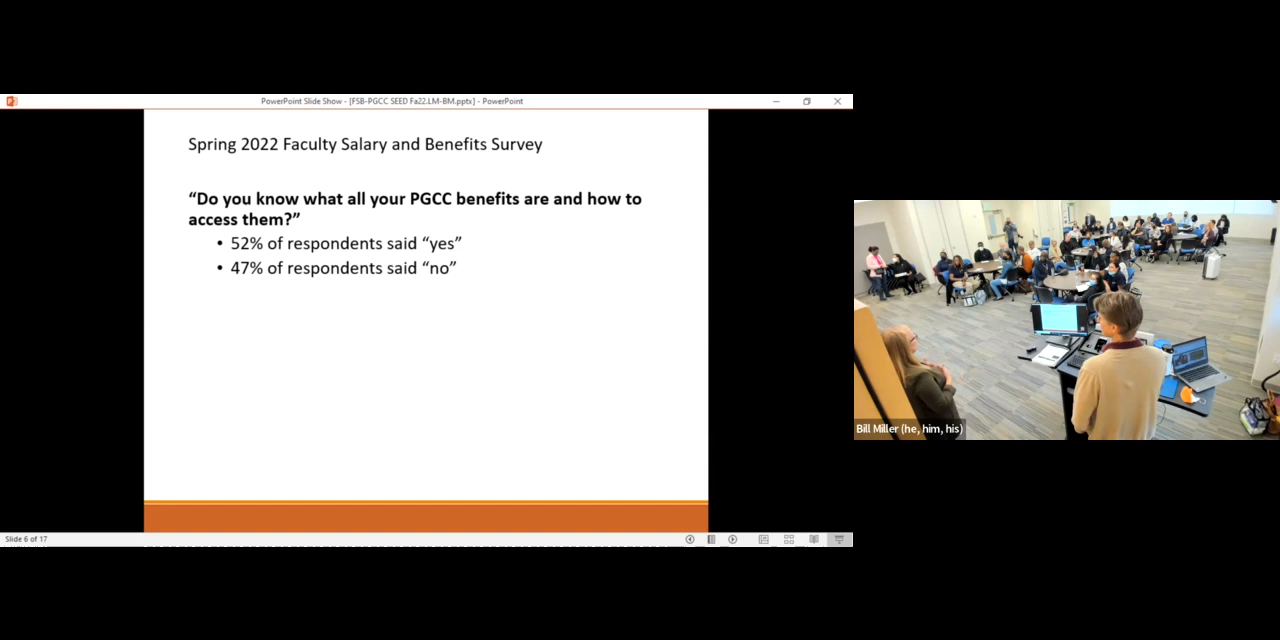 PowerPoint Slide Show - [FSB-PGCC SEED Fa22.LM-BM.pptx] - PowerPoint
Spring 2022 Faculty Salary and Benefits Survey
“Do you know what all your PGCC benefits are and how to
access them?”
• 52% of respondents said “yes”
• 47% of respondents said “no”
Slide 6 of 17
Bill Miller (he, him, his)